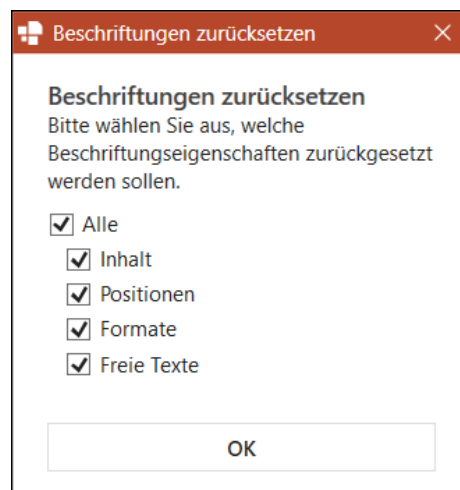 Beschriftungen zurücksetzen
Beschriftungen zurücksetzen
Bitte wählen Sie aus, welche
Beschriftungseigenschaften zurückgesetzt
werden sollen.
Alle
Inhalt
Positionen
Formate
Freie Texte
OK